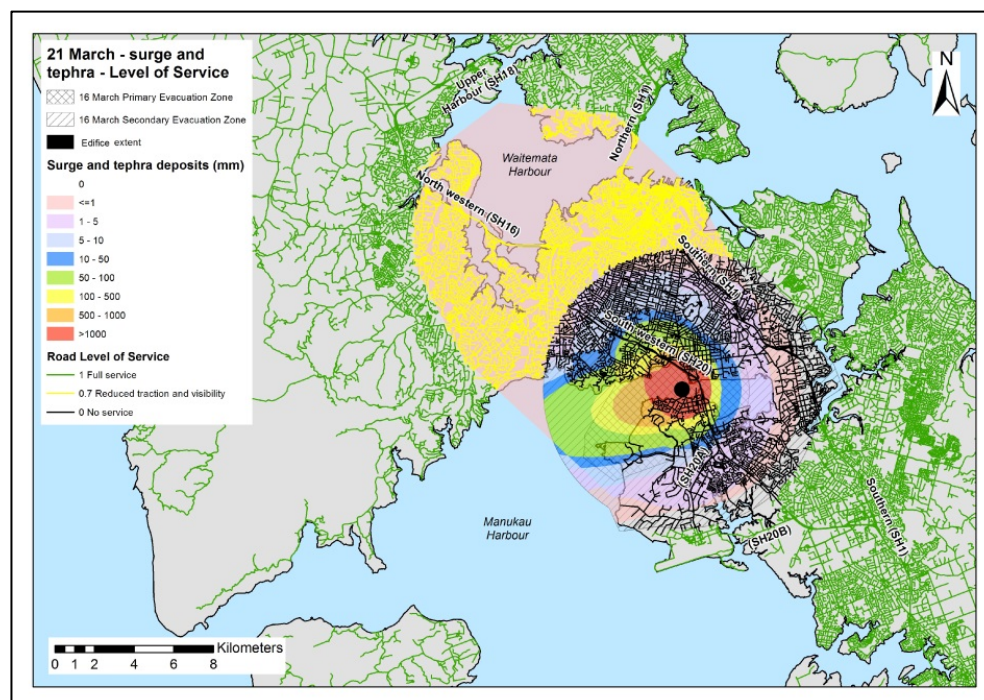 21 March - surge and
tephra - Level of Service
16 March Primary Evacuation Zone
16 March Secondary Evacuation Zone
Edifice extent
Surge and tephra deposits (mm)
0
<=1
1 - 5
5 - 10
10 - 50
50 - 100
100 - 500
500 - 1000
>1000
Road Level of Service
1 Full service
0.7 Reduced traction and visibility
0 No service
N
Upper
Harbour (SH18)
Northern (SH1)
Waitemata
Harbour
North western (SH16)
Southern (SH1)
South western (SH20)
(SH20A)
(SH20B)
Southern (SH1)
Manukau
Harbour
Kilometers
0 1 2 4 6 8